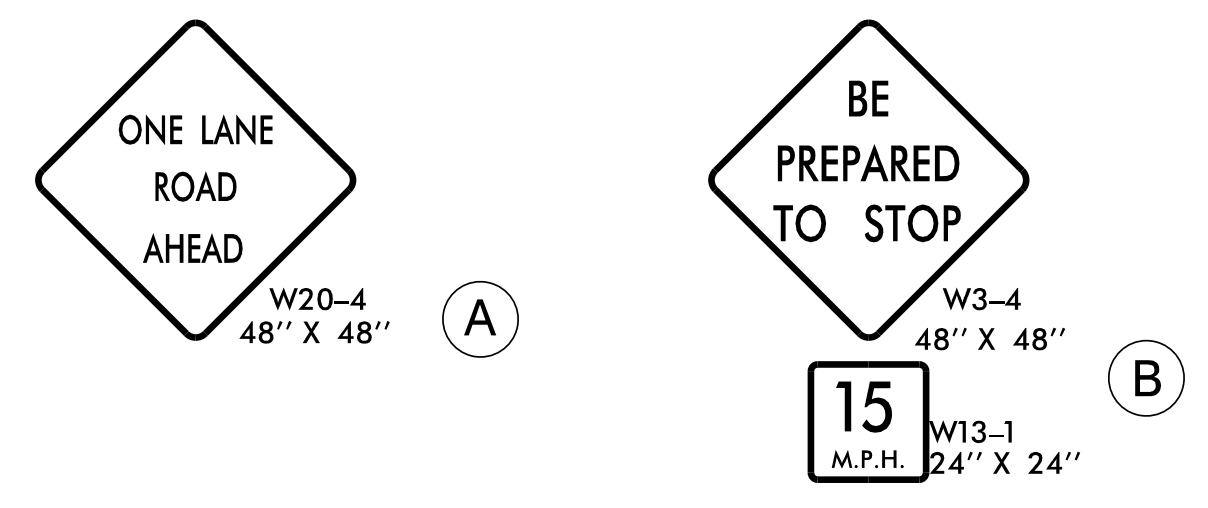 ONE LANE
ROAD
AHEAD
W20–4
48'' X 48''
A
BE
PREPARED
TO STOP
W3–4
48'' X 48''
B
15
M.P.H.
W13–1
24'' X 24''